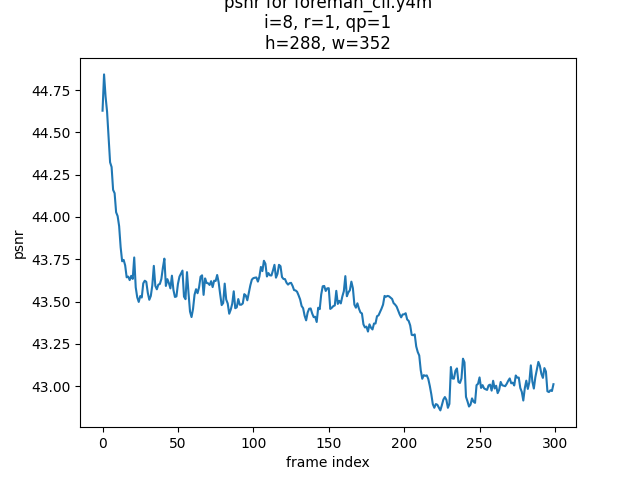 psnr for foreman_cif.y4m
i=8, r=1, qp=1
h=288, w=352
44.75
44.50
44.25
44.00
43.75
43.50
43.25
43.00
psnr
0 50 100 150 200 250 300
frame index